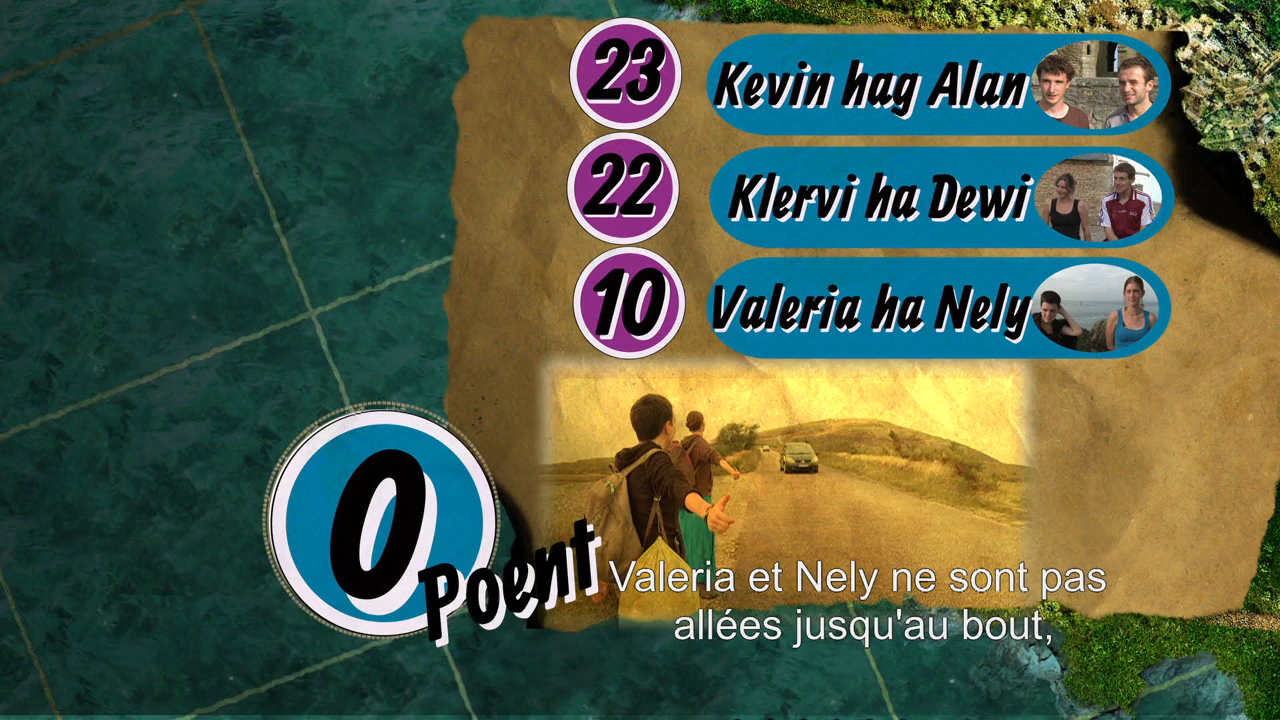 23 Kevin hag Alan
22 Klervi ha Dewi
10 Valeria ha Nely
0 Poent
Valeria et Nely ne sont pas
allées jusqu'au bout,